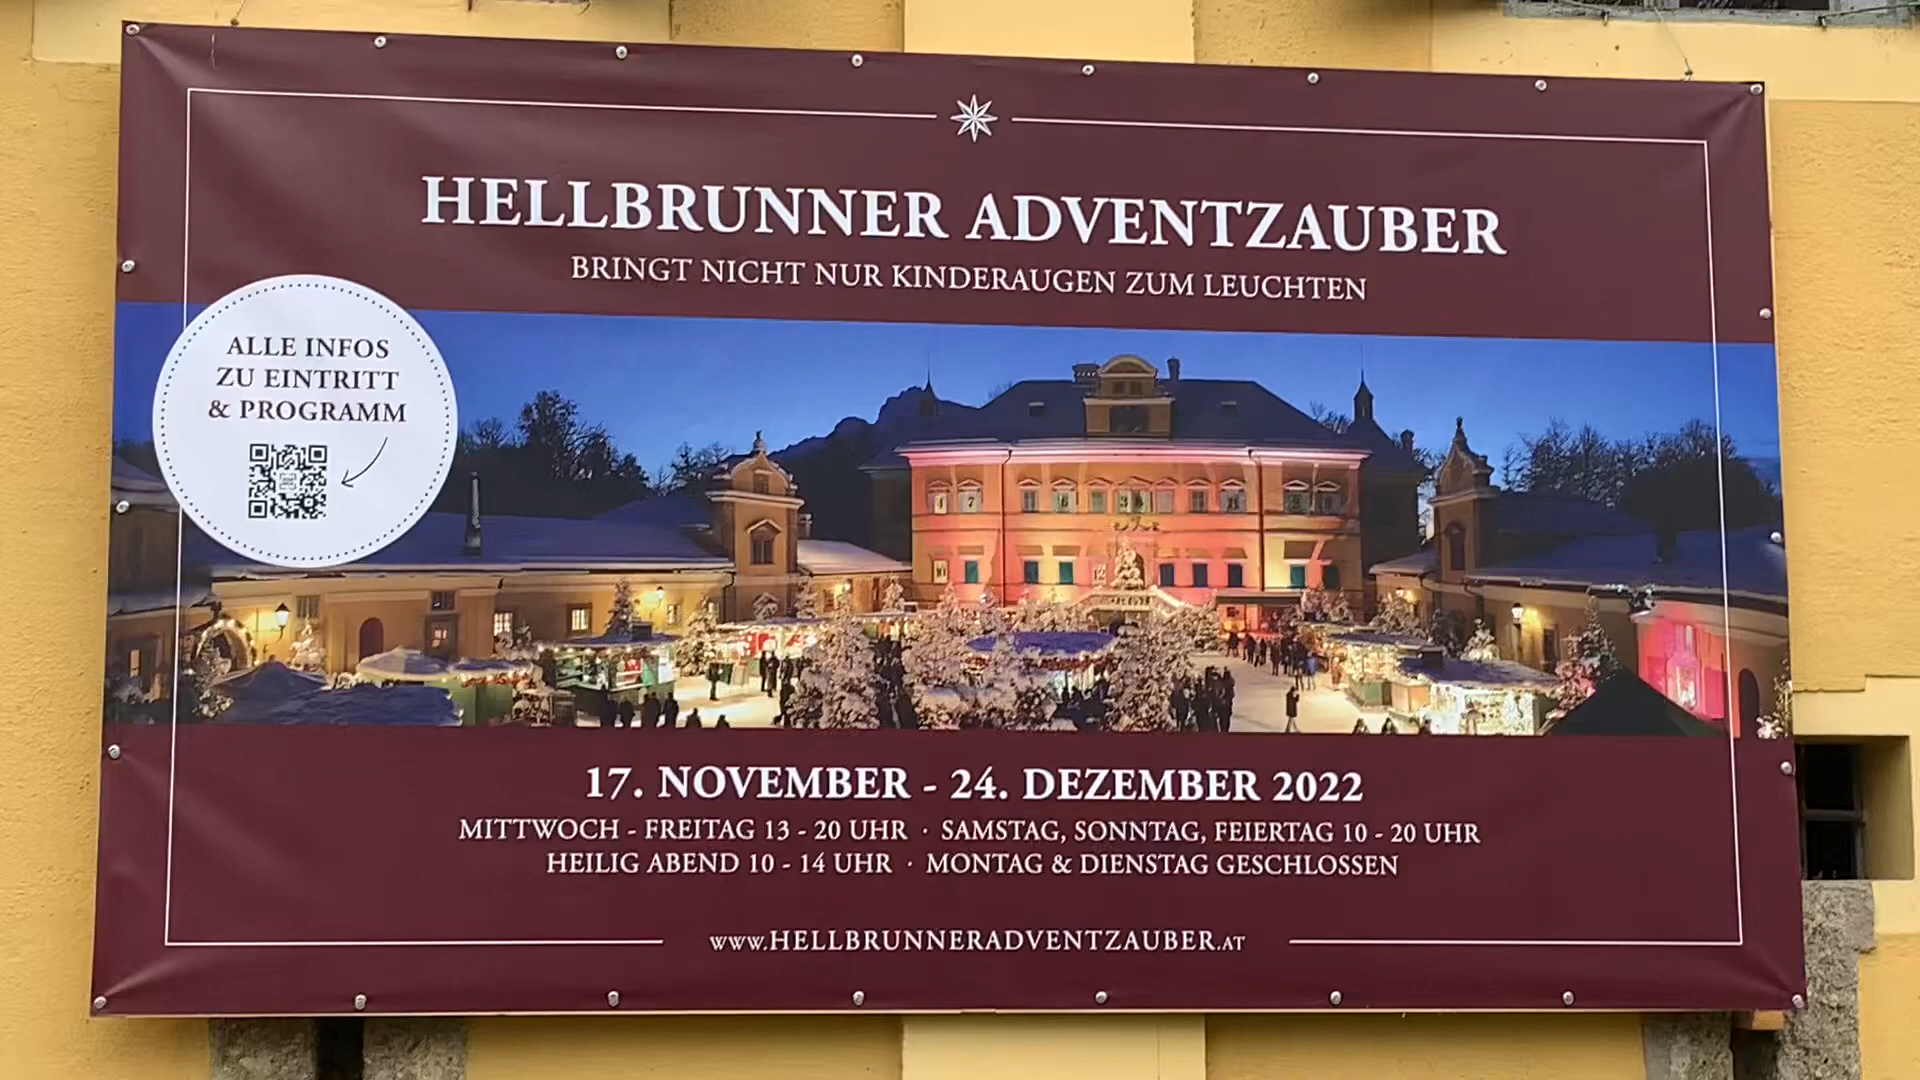 HELLBRUNNER ADVENTZAUBER
BRINGT NICHT NUR KINDERAUGEN ZUM LEUCHTEN
ALLE INFOS
ZU EINTRITT
& PROGRAMM
17. NOVEMBER - 24. DEZEMBER 2022
MITTWOCH - FREITAG 13 - 20 UHR · SAMSTAG, SONNTAG, FEIERTAG 10 - 20 UHR
HEILIG ABEND 10 - 14 UHR · MONTAG & DIENSTAG GESCHLOSSEN
www.HELLBRUNNERADVENTZAUBER.AT